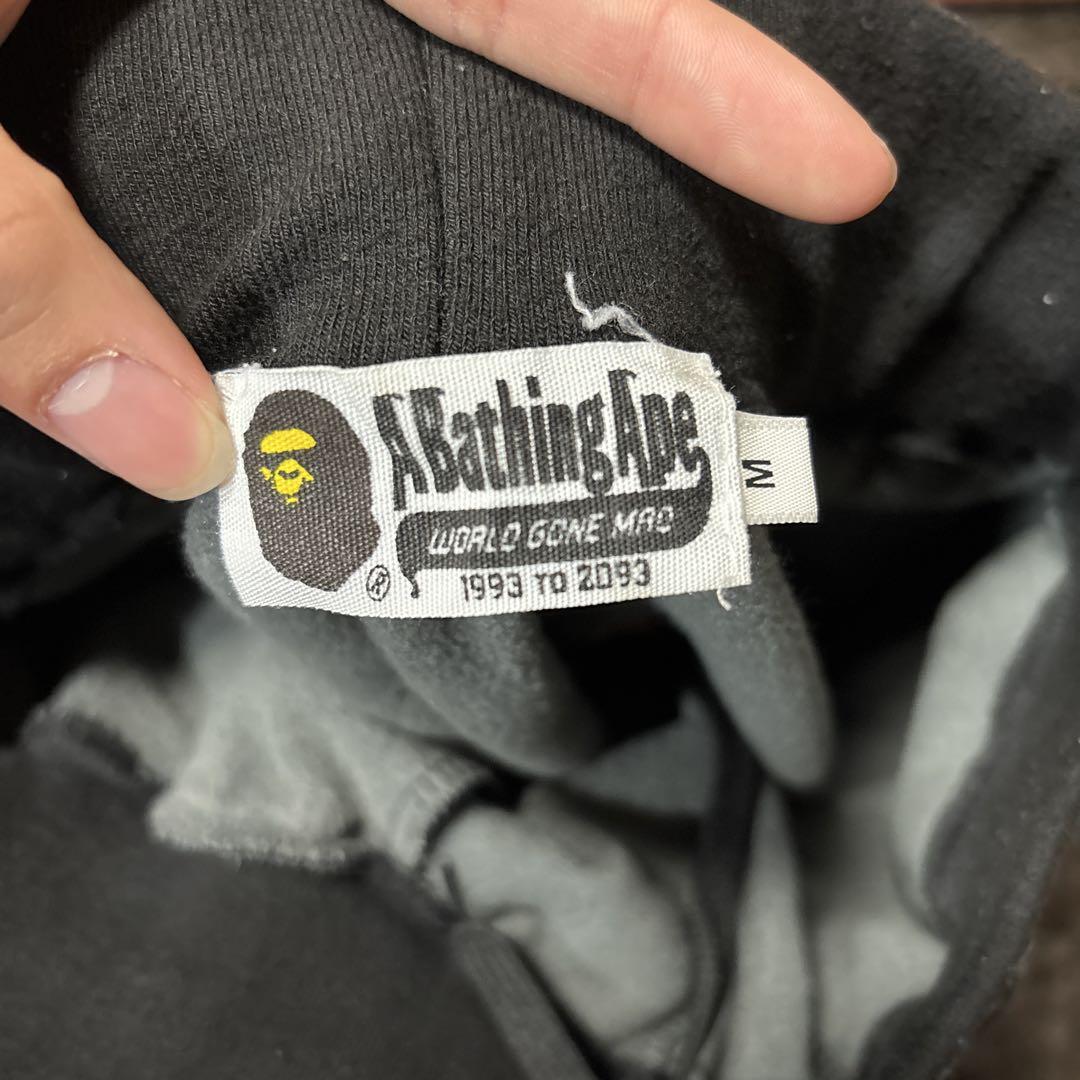 A Bathing Ape
WORLD GONE MAD
®
1993 TO 2093
M